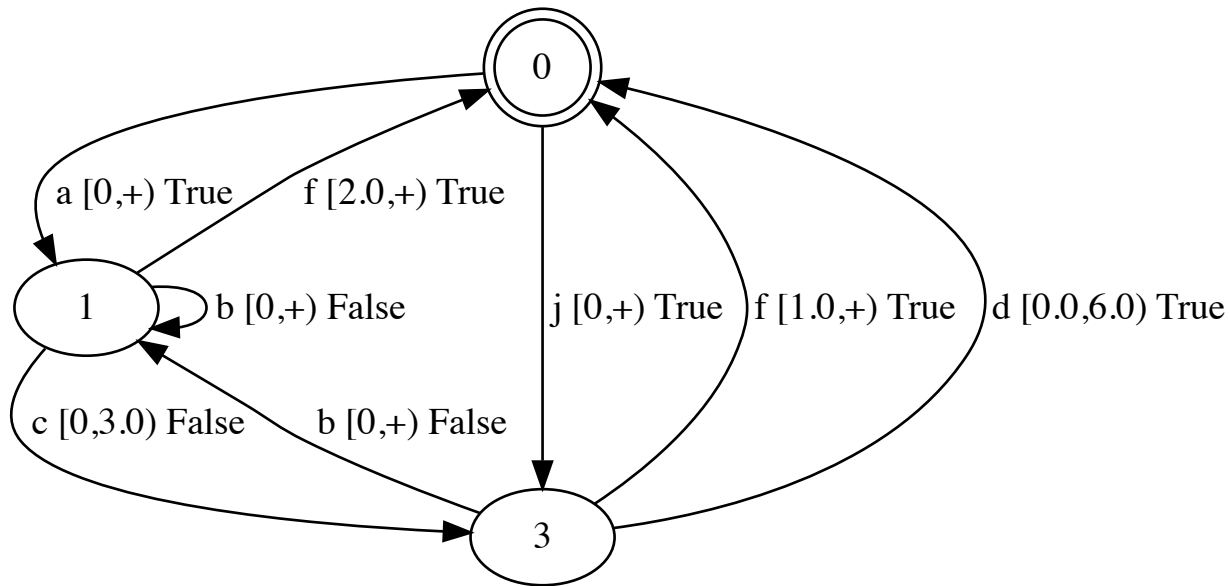 0
a [0,+) True
f [2.0,+) True
1
b [0,+) False
j [0,+) True
f [1.0,+) True
d [0.0,6.0) True
c [0,3.0) False
b [0,+) False
3